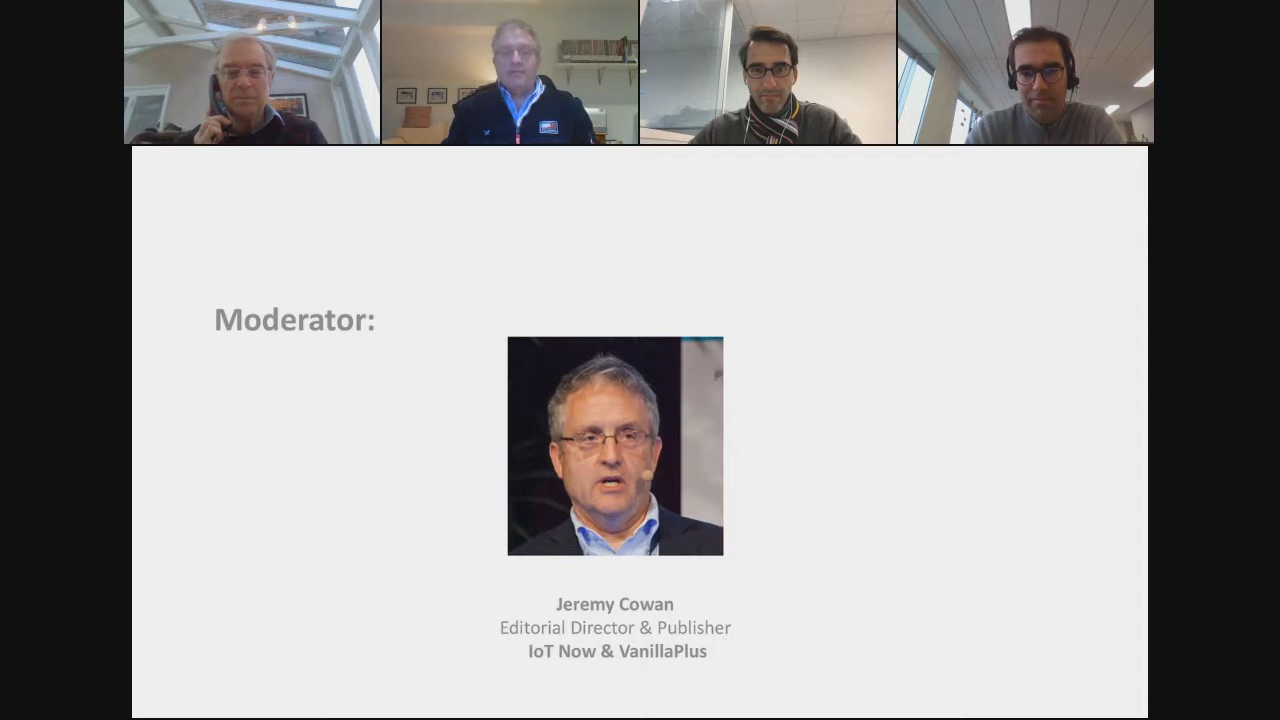 Moderator:
Jeremy Cowan
Editorial Director & Publisher
IoT Now & VanillaPlus